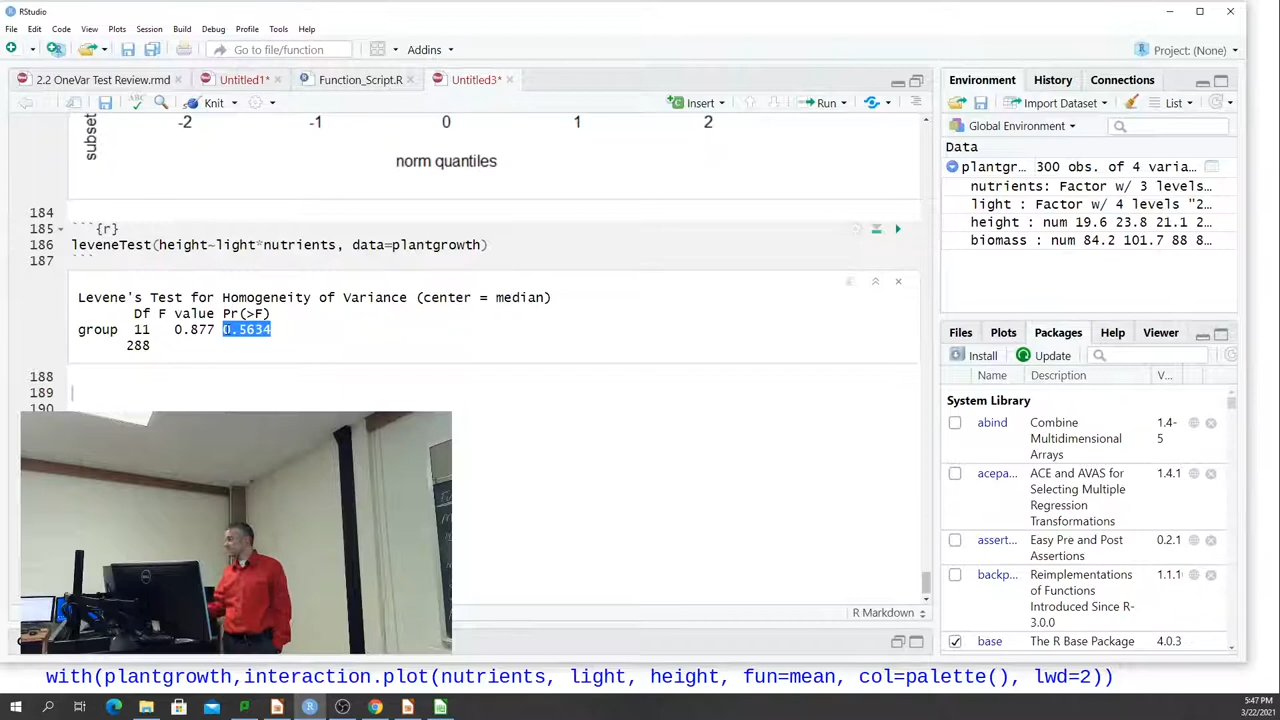 RStudio
File Edit Code View Plots Session Build Debug Profile Tools Help
Go to file/function Addins Project: (None)
2.2 OneVar Test Review.rmd Untitled1* Function_Script.R Untitled3*
Knit Insert Run
subset
-2 -1 0 1 2
norm quantiles
184
185 ```{r}
186 leveneTest(height~light*nutrients, data=plantgrowth)
187 ```
Levene's Test for Homogeneity of Variance (center = median)
Df F value Pr(>F)
group 11 0.877 0.5634
288
188
189
190
R Markdown
Environment History Connections
Import Dataset List
Global Environment
Data
plantgr… 300 obs. of 4 varia…
nutrients: Factor w/ 3 levels…
light : Factor w/ 4 levels "2…
height : num 19.6 23.8 21.1 2…
biomass : num 84.2 101.7 88 8…
Files Plots Packages Help Viewer
Install Update
Name Description V...
System Library
abind Combine Multidimensional Arrays 1.4-5
acepa... ACE and AVAS for Selecting Multiple Regression Transformations 1.4.1
assert... Easy Pre and Post Assertions 0.2.1
backp... Reimplementations of Functions Introduced Since R-3.0.0
base The R Base Package 4.0.3
DELL
with(plantgrowth,interaction.plot(nutrients, light, height, fun=mean, col=palette(), lwd=2))
5:47 PM
3/22/2021